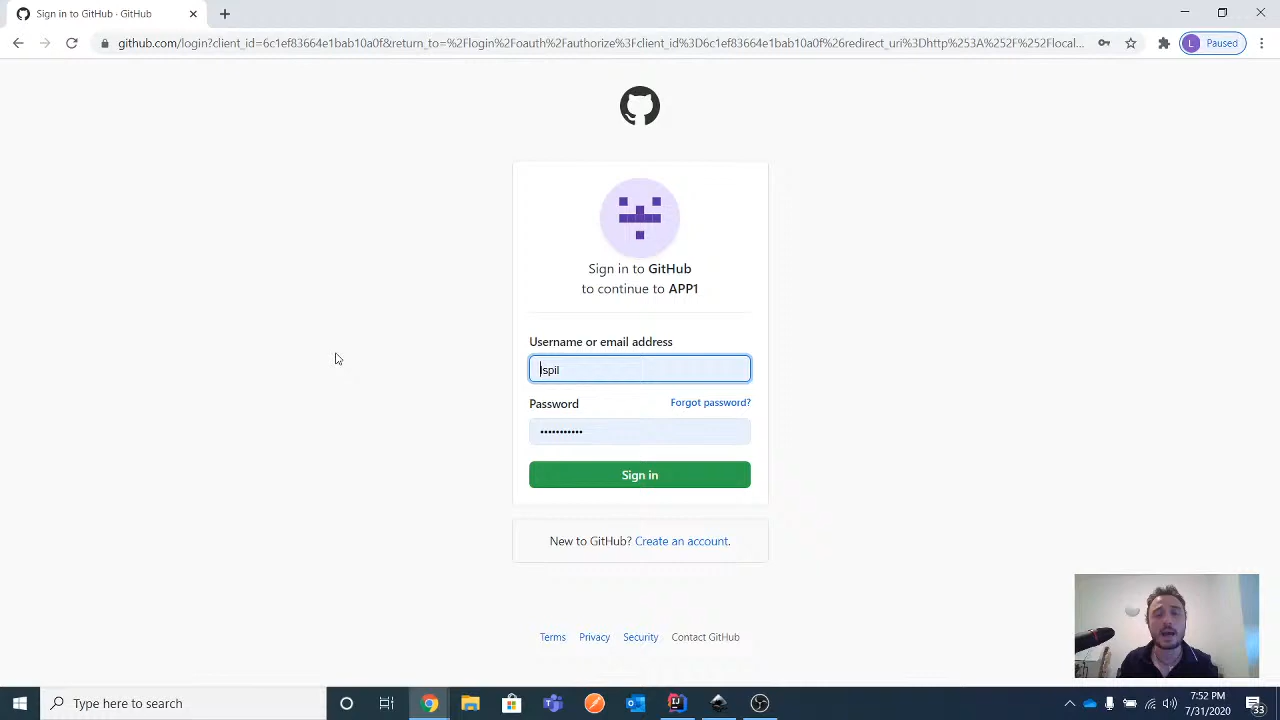 Sign in to GitHub · GitHub
github.com/login?client_id=6c1ef83664e1bab10a0f&return_to=%2Flogin%2Foauth%2Fauthorize%3Fclient_id%3D6c1ef83664e1bab10a0f%26redirect_uri%3Dhttp%253A%252F%252Flocal...
L Paused
Sign in to GitHub
to continue to APP1
Username or email address
lspil
Password
Forgot password?
•••••••••••
Sign in
New to GitHub? Create an account.
Terms Privacy Security Contact GitHub
Type here to search
7:52 PM
7/31/2020
33